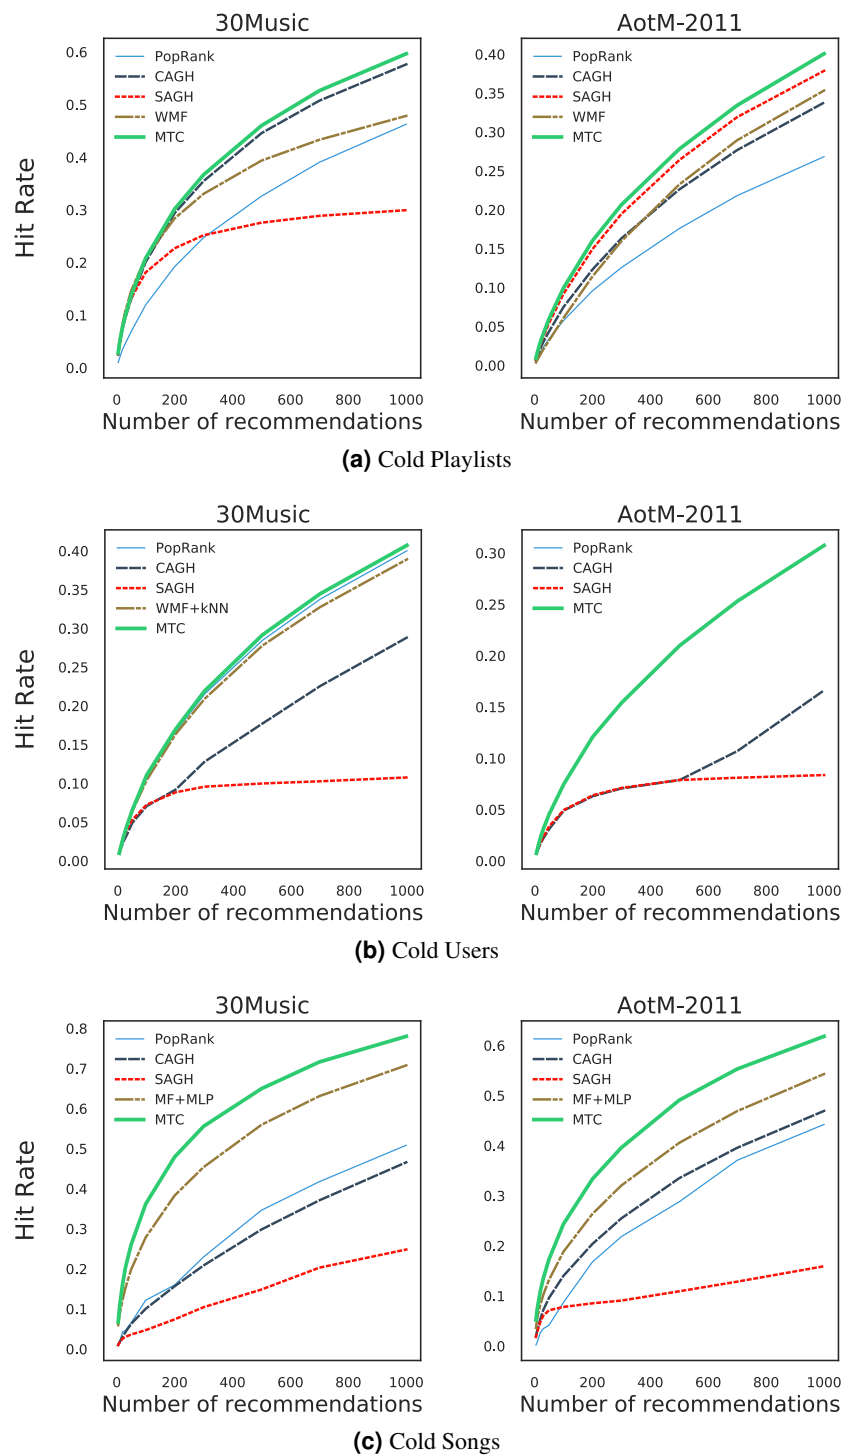 30Music
AotM-2011
PopRank
CAGH
SAGH
WMF
MTC
PopRank
CAGH
SAGH
WMF
MTC
Hit Rate
0.6
0.5
0.4
0.3
0.2
0.1
0.0
0.40
0.35
0.30
0.25
0.20
0.15
0.10
0.05
0.00
0 200 400 600 800 1000
0 200 400 600 800 1000
Number of recommendations
Number of recommendations
(a) Cold Playlists
30Music
AotM-2011
PopRank
CAGH
SAGH
WMF+kNN
MTC
PopRank
CAGH
SAGH
MTC
Hit Rate
0.40
0.35
0.30
0.25
0.20
0.15
0.10
0.05
0.00
0.30
0.25
0.20
0.15
0.10
0.05
0.00
0 200 400 600 800 1000
0 200 400 600 800 1000
Number of recommendations
Number of recommendations
(b) Cold Users
30Music
AotM-2011
PopRank
CAGH
SAGH
MF+MLP
MTC
PopRank
CAGH
SAGH
MF+MLP
MTC
Hit Rate
0.8
0.7
0.6
0.5
0.4
0.3
0.2
0.1
0.0
0.6
0.5
0.4
0.3
0.2
0.1
0.0
0 200 400 600 800 1000
0 200 400 600 800 1000
Number of recommendations
Number of recommendations
(c) Cold Songs